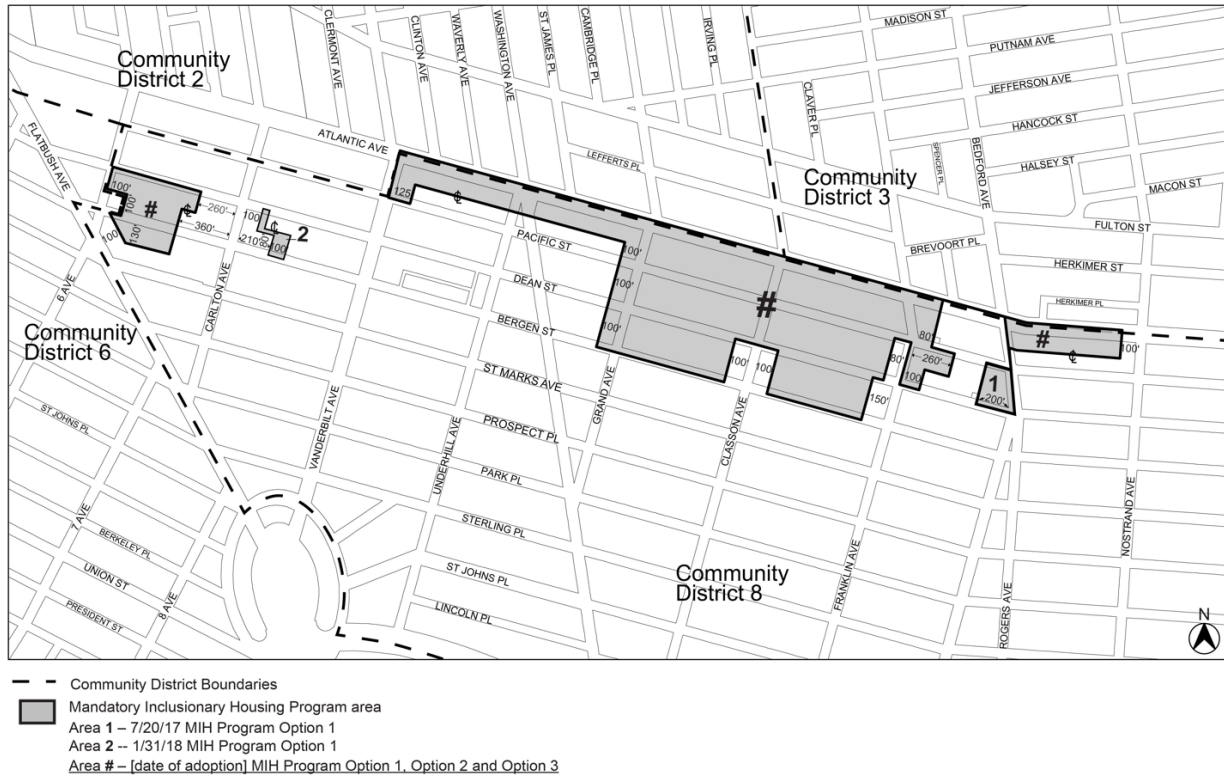 Community
District 2
CLERMONT AVE
CLINTON AVE
WAVERLY AVE
WASHINGTON AVE
ST JAMES PL
CAMBRIDGE PL
IRVING PL
MADISON ST
PUTNAM AVE
JEFFERSON AVE
HANCOCK ST
HALSEY ST
MACON ST
FULTON ST
CLAVER PL
SPENCER PL
BEDFORD AVE
FLATBUSH AVE
ATLANTIC AVE
LEFFERTS PL
Community
District 3
BREVOORT PL
HERKIMER ST
HERKIMER PL
100'
100'
#
130'
100'
℄
260'
360'
100'
℄
2
210'
80'
100'
125'
℄
PACIFIC ST
DEAN ST
BERGEN ST
100'
100'
100'
#
80'
#
100'
℄
6 AVE
CARLTON AVE
Community
District 6
100'
100'
80'
260'
100'
150'
1
200'
ST MARKS AVE
PROSPECT PL
PARK PL
STERLING PL
ST JOHNS PL
LINCOLN PL
VANDERBILT AVE
UNDERHILL AVE
GRAND AVE
CLASSON AVE
FRANKLIN AVE
ROGERS AVE
NOSTRAND AVE
ST JOHNS PL
7 AVE
BERKELEY PL
UNION ST
PRESIDENT ST
8 AVE
Community
District 8
N
Community District Boundaries
Mandatory Inclusionary Housing Program area
Area 1 – 7/20/17 MIH Program Option 1
Area 2 -- 1/31/18 MIH Program Option 1
Area # – [date of adoption] MIH Program Option 1, Option 2 and Option 3